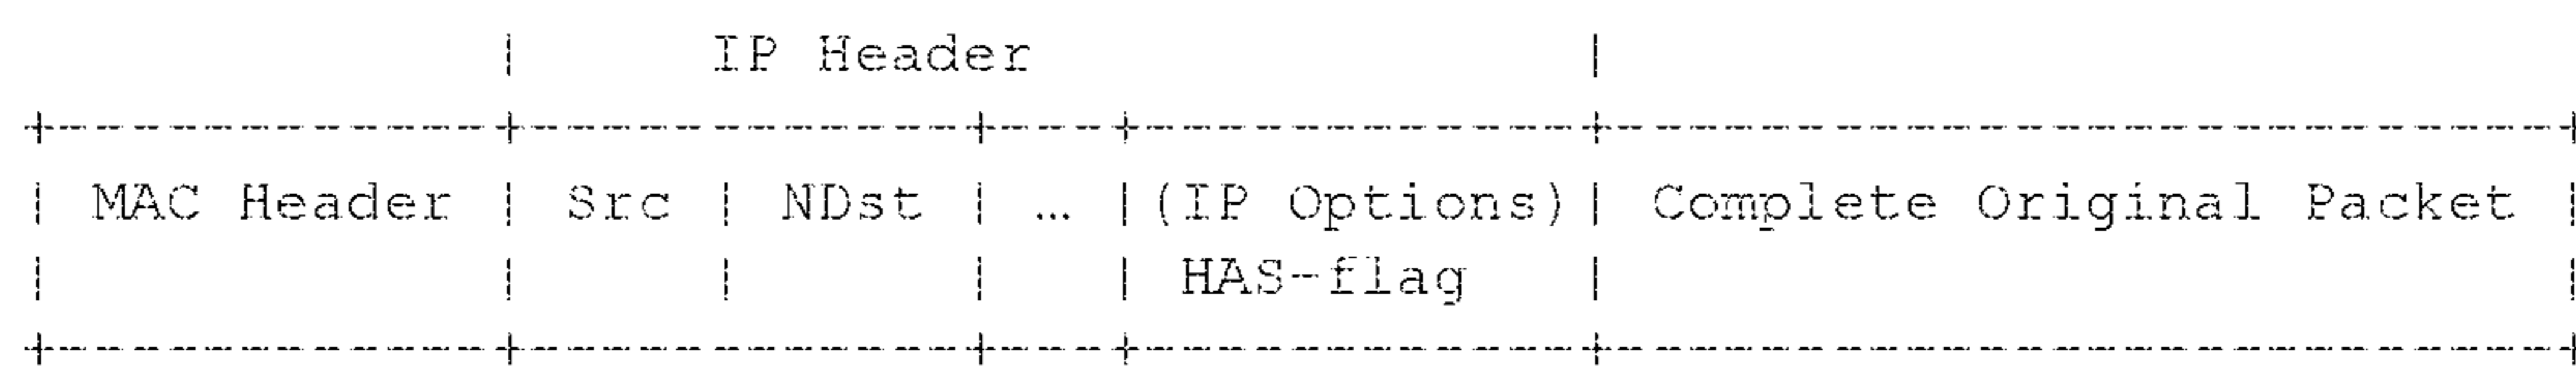 |     IP Header                |
+------------+------------+---+------------+--------------------------+
| MAC Header | Src | NDst | … |(IP Options)| Complete Original Packet |
|            |     |      |   | HAS-flag   |                          |
+------------+------------+---+------------+--------------------------+